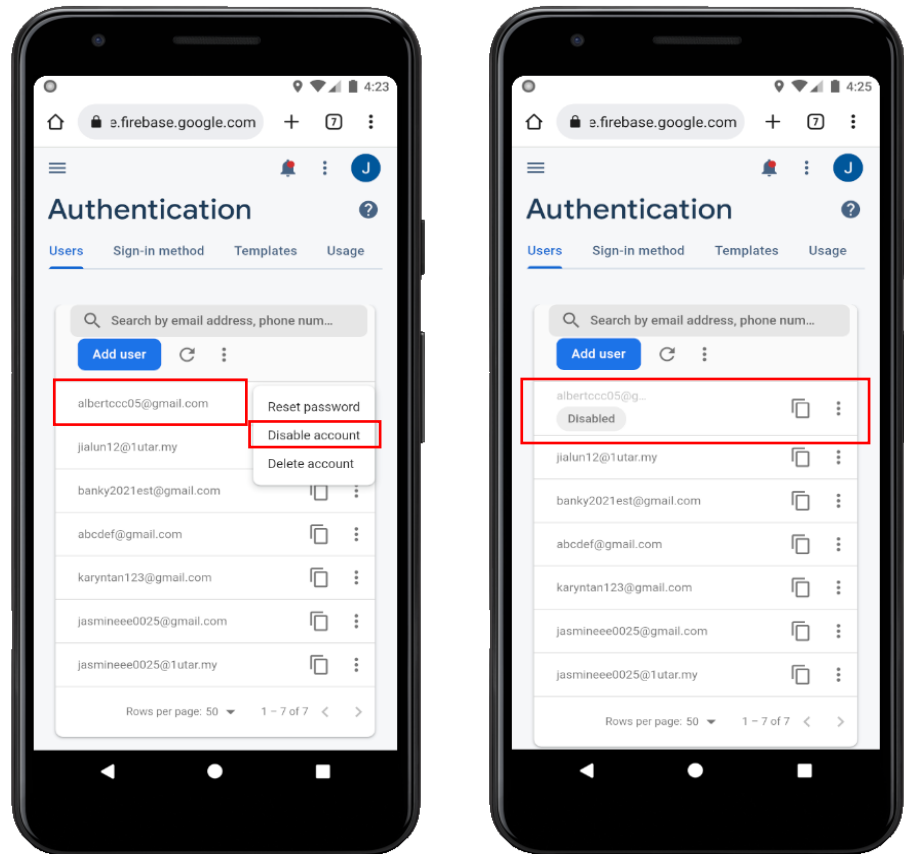 4:23
e.firebase.google.com
7
J
Authentication
Users Sign-in method Templates Usage
Search by email address, phone num...
Add user
albertccc05@gmail.com
Reset password
Disable account
Delete account
jialun12@1utar.my
banky2021est@gmail.com
abcdef@gmail.com
karyntan123@gmail.com
jasmineee0025@gmail.com
jasmineee0025@1utar.my
Rows per page: 50 1 – 7 of 7
4:25
e.firebase.google.com
7
J
Authentication
Users Sign-in method Templates Usage
Search by email address, phone num...
Add user
albertccc05@g...
Disabled
jialun12@1utar.my
banky2021est@gmail.com
abcdef@gmail.com
karyntan123@gmail.com
jasmineee0025@gmail.com
jasmineee0025@1utar.my
Rows per page: 50 1 – 7 of 7